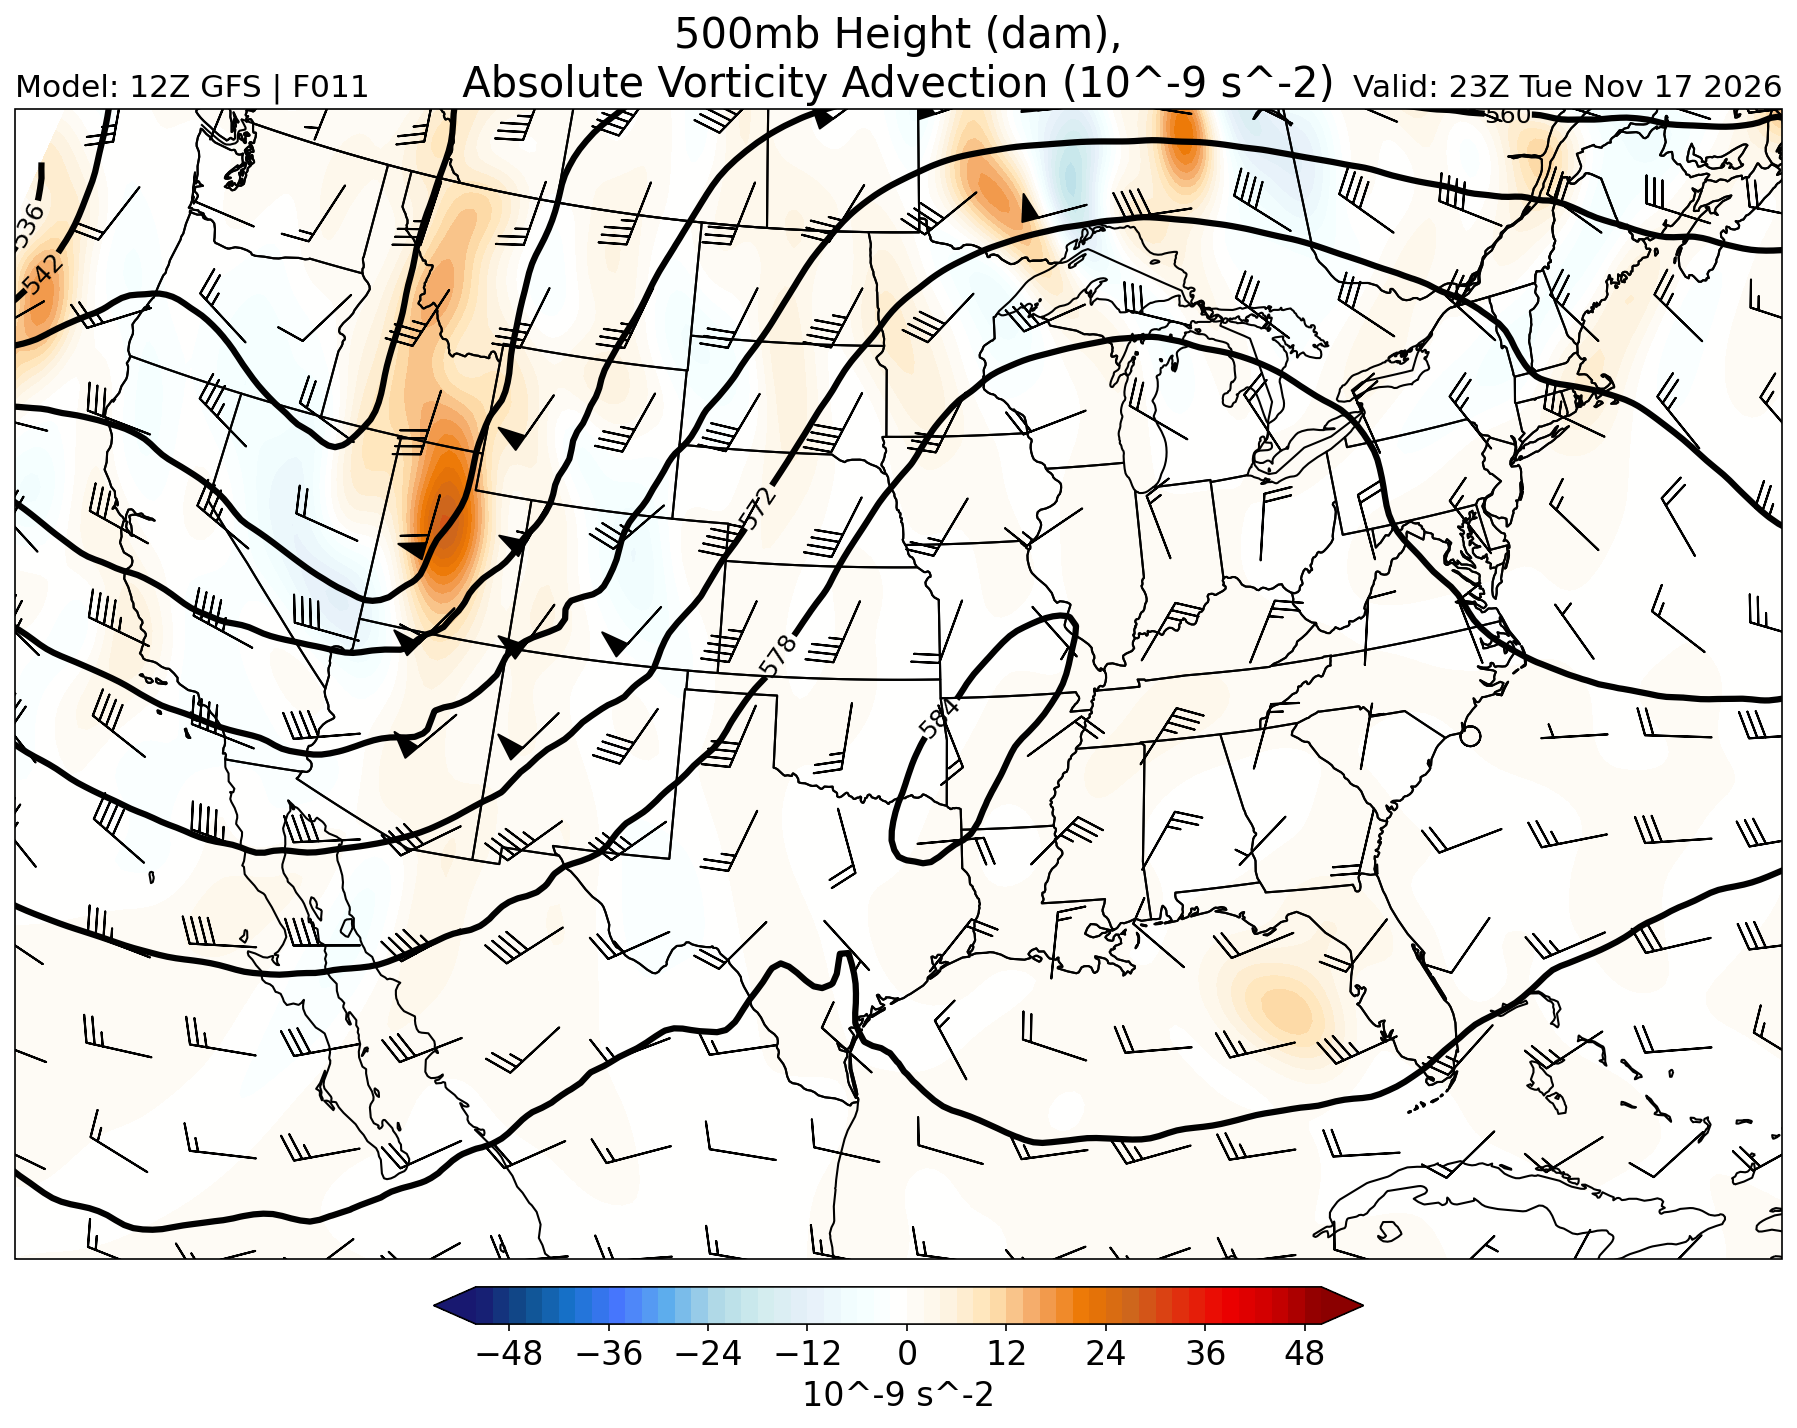 500mb Height (dam),
Model: 12Z GFS | F011
Absolute Vorticity Advection (10^-9 s^-2)
Valid: 23Z Tue Nov 17 2026
560
536
542
572
578
584
−48 −36 −24 −12 0 12 24 36 48
10^-9 s^-2